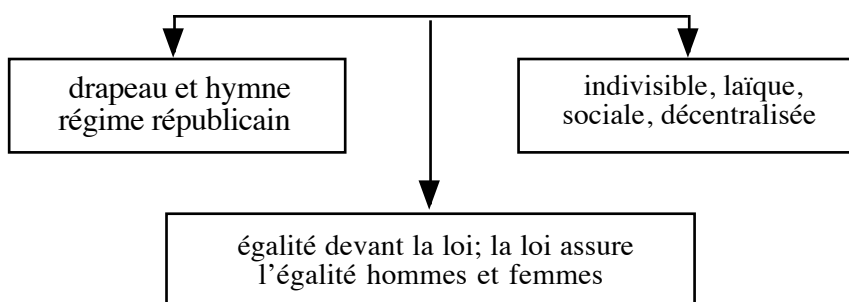 drapeau et hymne
régime républicain
indivisible, laïque,
sociale, décentralisée
égalité devant la loi; la loi assure
l’égalité hommes et femmes